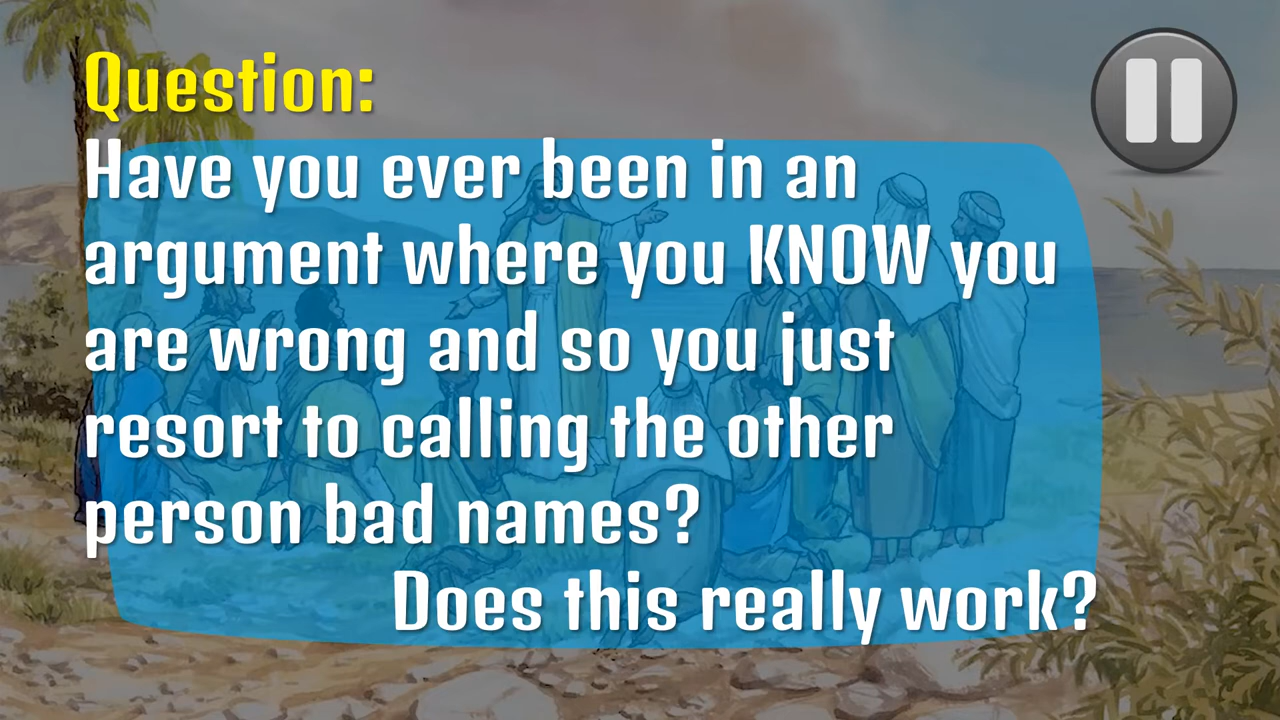 Question:
Have you ever been in an
argument where you KNOW you
are wrong and so you just
resort to calling the other
person bad names?
Does this really work?